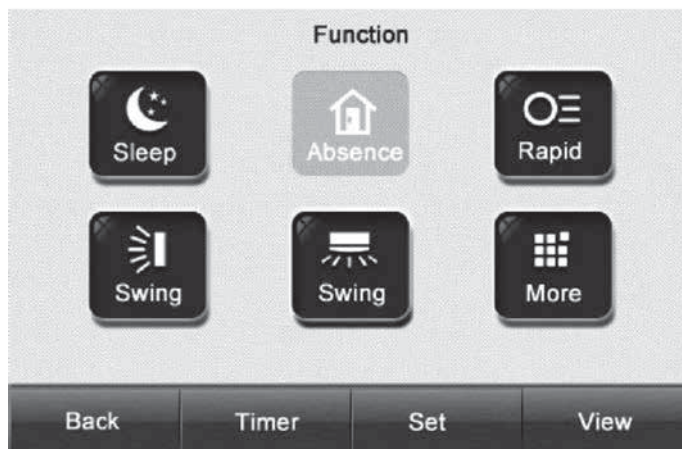 Function
Sleep Absence Rapid
Swing Swing More
Back Timer Set View